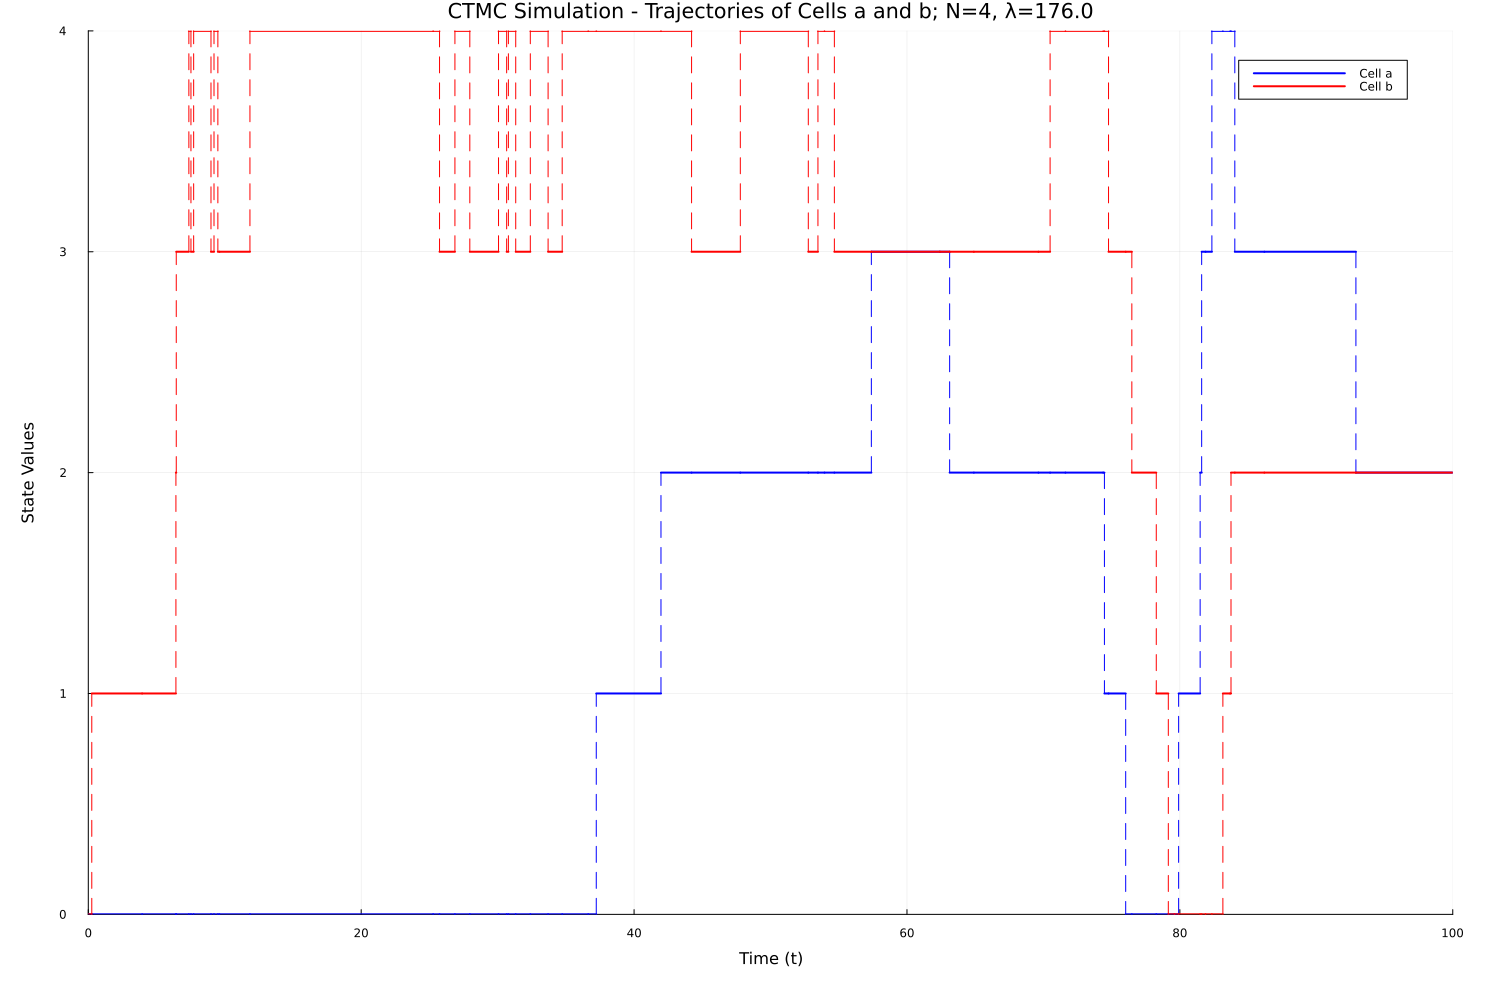 CTMC Simulation - Trajectories of Cells a and b; N=4, λ=176.0
4
Cell a
Cell b
3
State Values
2
1
0
0 20 40 60 80 100
Time (t)